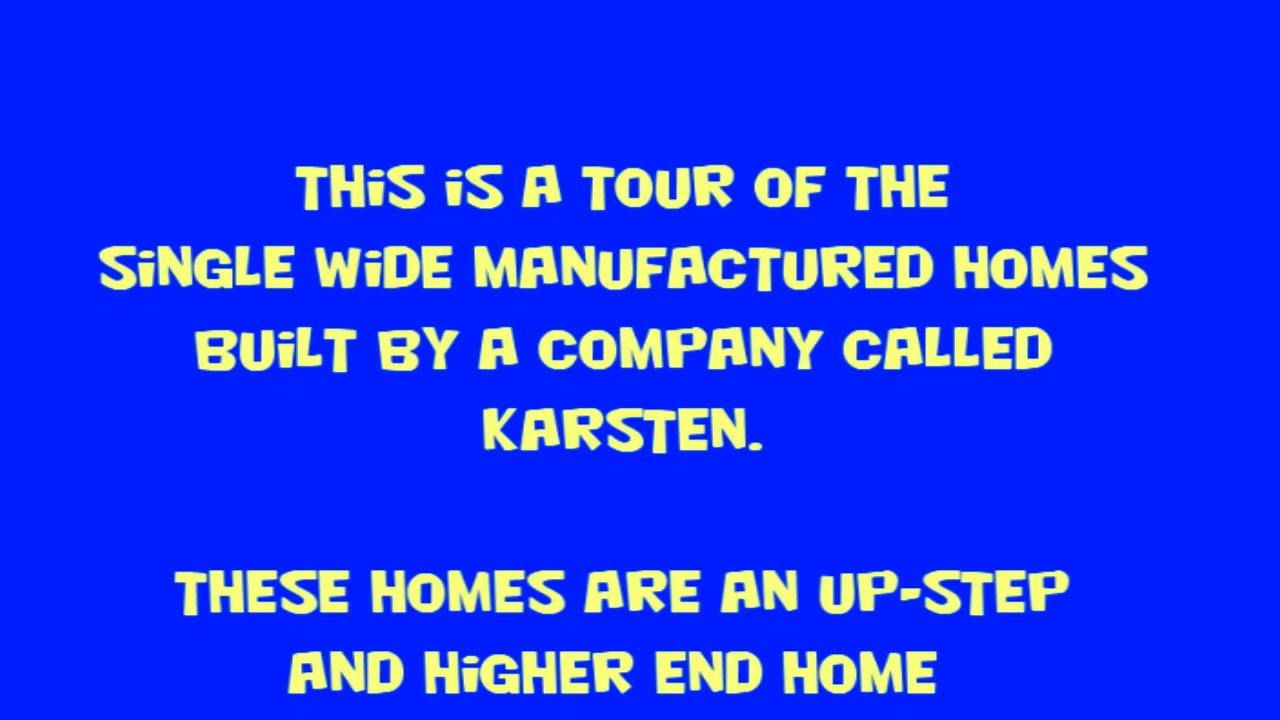 THiS iS A TOUR OF THE
SiNGLE WiDE MANUFACTURED HOMES
BUiLT BY A COMPANY CALLED
KARSTEN.
THESE HOMES ARE AN UP-STEP
AND HiGHER END HOME